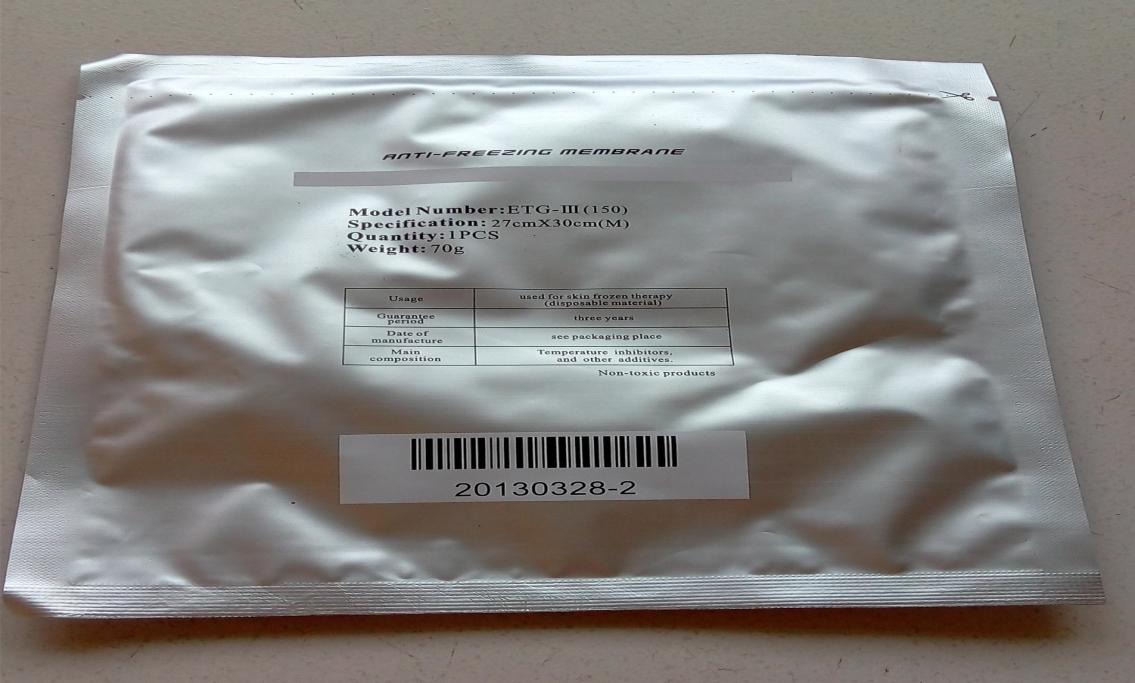 ANTI-FREEZING MEMBRANE
Model Number:ETG-III(150)
Specification: 27cmX30cm(M)
Quantity:1PCS
Weight: 70g
Usage
used for skin frozen therapy
(disposable material)
Guarantee
period
three years
Date of
manufacture
see packaging place
Main
composition
Temperature inhibitors,
and other additives.
Non-toxic products
20130328-2